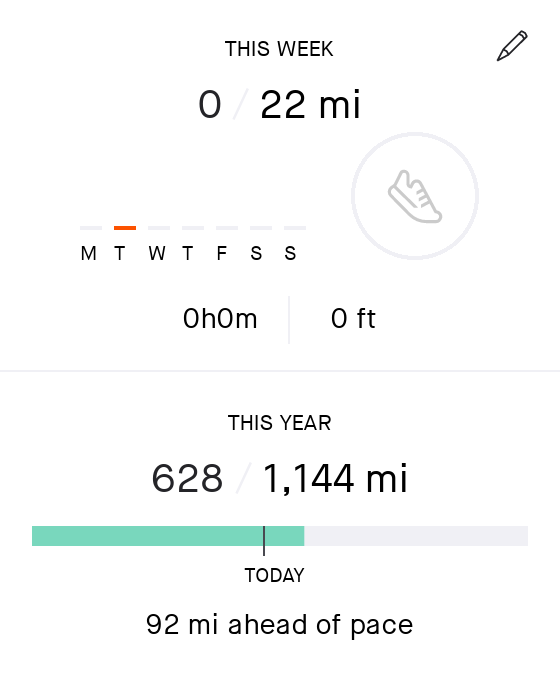 THIS WEEK
0 / 22 mi
M T W T F S S
0h0m 0 ft
THIS YEAR
628 / 1,144 mi
TODAY
92 mi ahead of pace